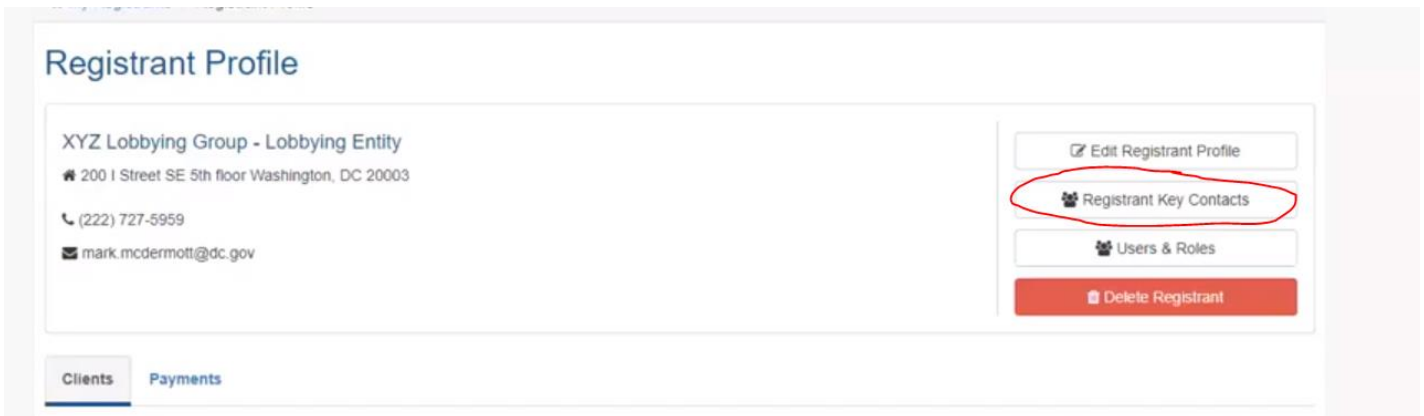 Registrant Profile
XYZ Lobbying Group - Lobbying Entity
200 I Street SE 5th floor Washington, DC 20003
(222) 727-5959
mark.mcdermott@dc.gov
Edit Registrant Profile
Registrant Key Contacts
Users & Roles
Delete Registrant
Clients
Payments